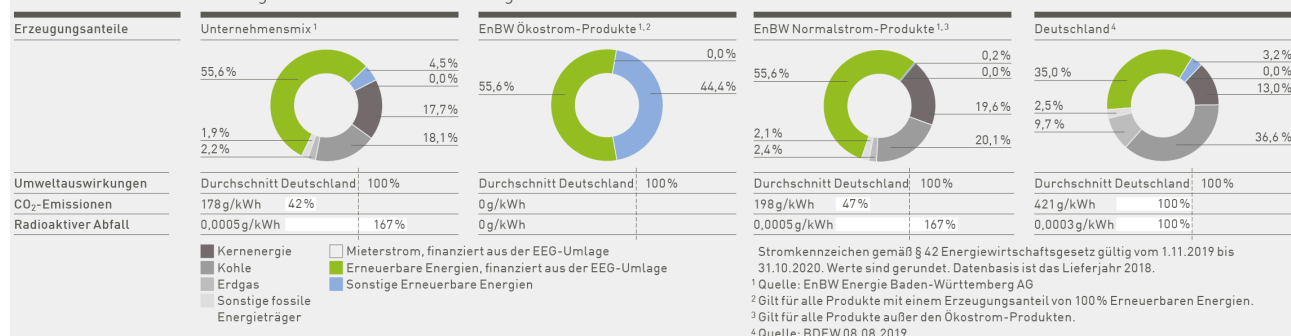 Erzeugungsanteile
Unternehmensmix¹
EnBW Ökostrom-Produkte¹,²
EnBW Normalstrom-Produkte¹,³
Deutschland⁴
55,6%
4,5%
0,0%
17,7%
18,1%
1,9%
2,2%
55,6%
0,0%
44,4%
55,6%
0,2%
0,0%
19,6%
20,1%
2,1%
2,4%
35,0%
3,2%
0,0%
13,0%
2,5%
9,7%
36,6%
Umweltauswirkungen
Durchschnitt Deutschland 100%
Durchschnitt Deutschland 100%
Durchschnitt Deutschland 100%
Durchschnitt Deutschland 100%
CO₂-Emissionen
178g/kWh 42%
0g/kWh
198g/kWh 47%
421g/kWh 100%
Radioaktiver Abfall
0,0005g/kWh 167%
0g/kWh
0,0005g/kWh 167%
0,0003g/kWh 100%
Kernenergie
Kohle
Erdgas
Sonstige fossile
Energieträger
Mieterstrom, finanziert aus der EEG-Umlage
Erneuerbare Energien, finanziert aus der EEG-Umlage
Sonstige Erneuerbare Energien
Stromkennzeichen gemäß § 42 Energiewirtschaftsgesetz gültig vom 1.11.2019 bis
31.10.2020. Werte sind gerundet. Datenbasis ist das Lieferjahr 2018.
¹ Quelle: EnBW Energie Baden-Württemberg AG
² Gilt für alle Produkte mit einem Erzeugungsanteil von 100% Erneuerbaren Energien.
³ Gilt für alle Produkte außer den Ökostrom-Produkten.
⁴ Quelle: BDEW 08.08.2019